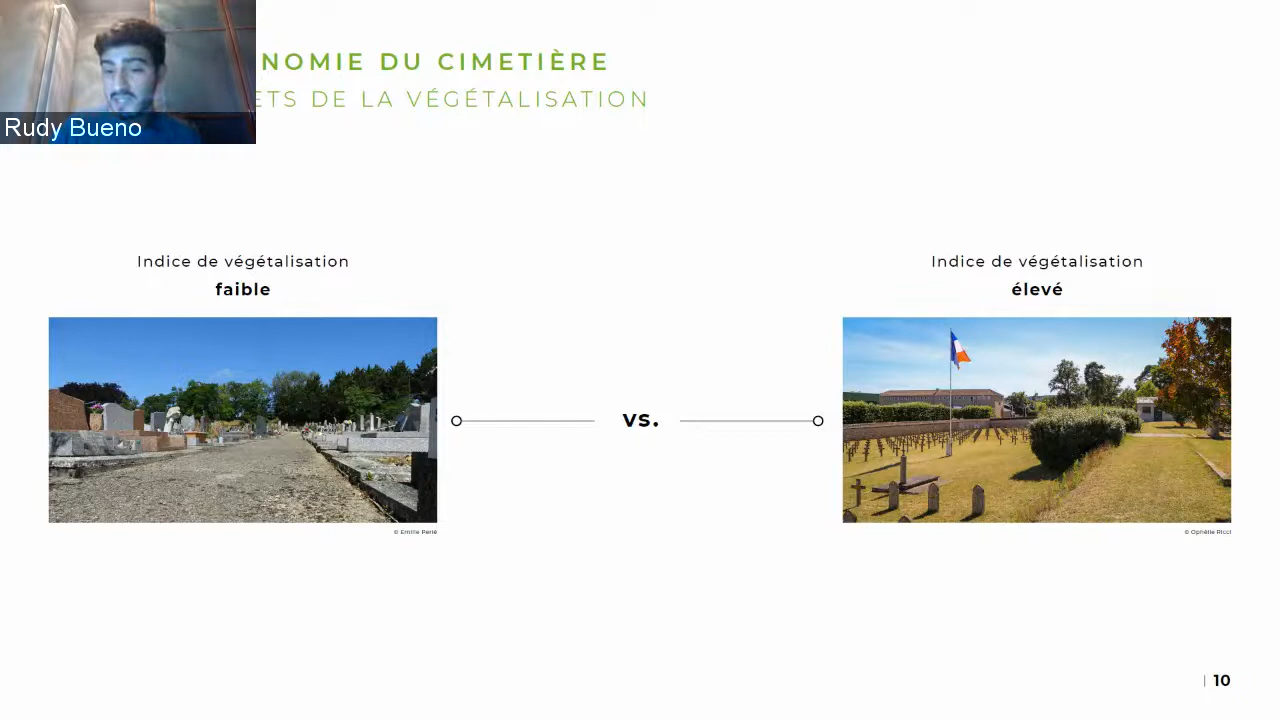 NOMIE DU CIMETIÈRE
ETS DE LA VÉGÉTALISATION
Rudy Bueno
Indice de végétalisation
faible
Indice de végétalisation
élevé
vs.
© Emilie Perié
© Ophélie Ricci
| 10